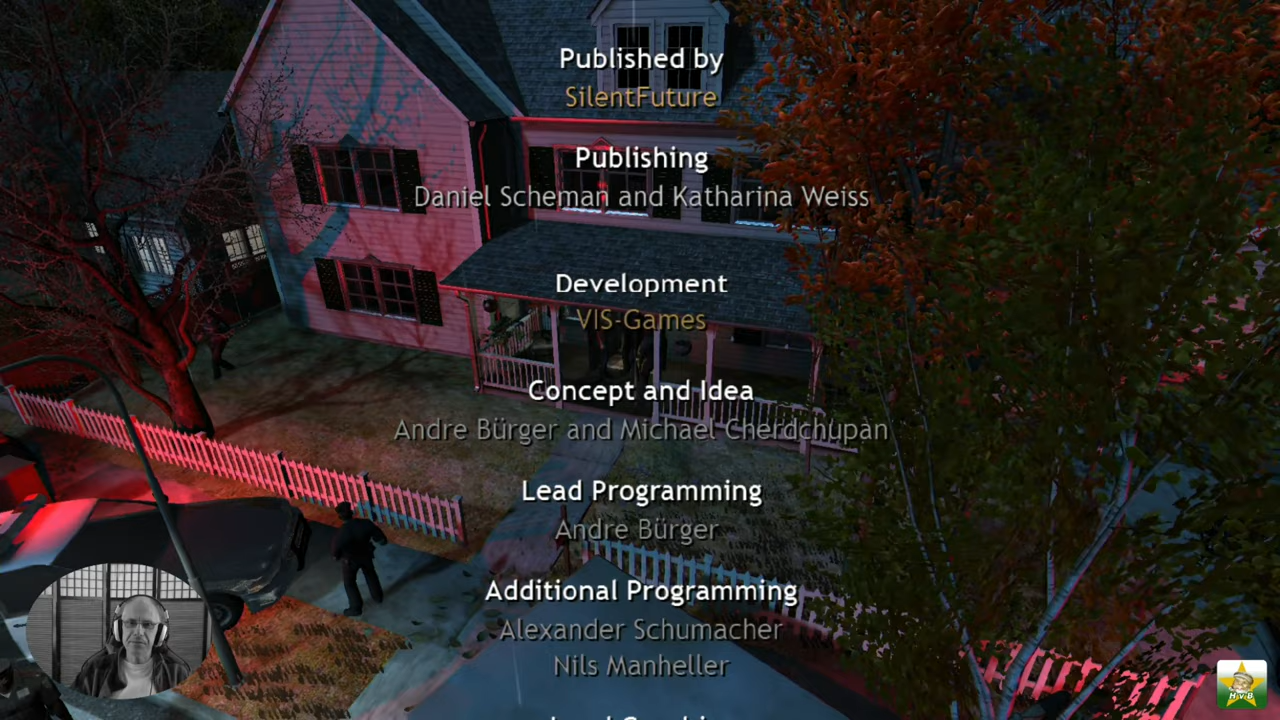 Published by
SilentFuture
Publishing
Daniel Scheman and Katharina Weiss
Development
VIS-Games
Concept and Idea
Andre Bürger and Michael Cherdchupan
Lead Programming
Andre Bürger
Additional Programming
Alexander Schumacher
Nils Manheller